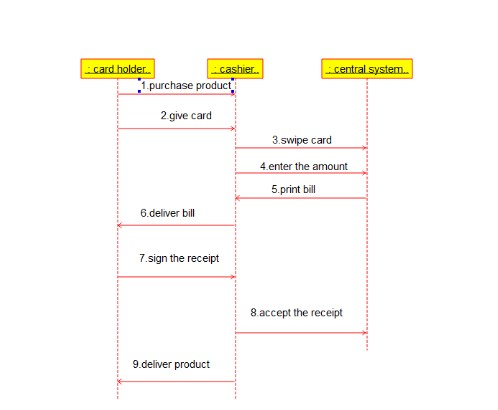 : card holder..
: cashier..
: central system..
1.purchase product
2.give card
3.swipe card
4.enter the amount
5.print bill
6.deliver bill
7.sign the receipt
8.accept the receipt
9.deliver product